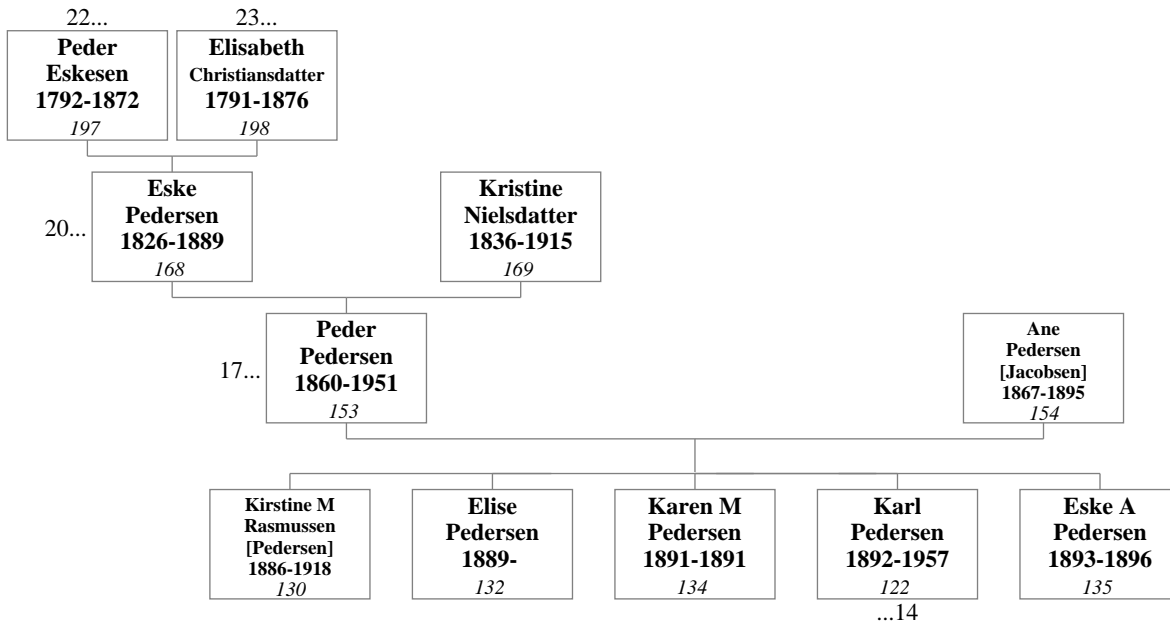 22...
23...
Peder
Eskesen
1792-1872
197
Elisabeth
Christiansdatter
1791-1876
198
20...
Eske
Pedersen
1826-1889
168
Kristine
Nielsdatter
1836-1915
169
17...
Peder
Pedersen
1860-1951
153
Ane
Pedersen
[Jacobsen]
1867-1895
154
Kirstine M
Rasmussen
[Pedersen]
1886-1918
130
Elise
Pedersen
1889-
132
Karen M
Pedersen
1891-1891
134
Karl
Pedersen
1892-1957
122
...14
Eske A
Pedersen
1893-1896
135